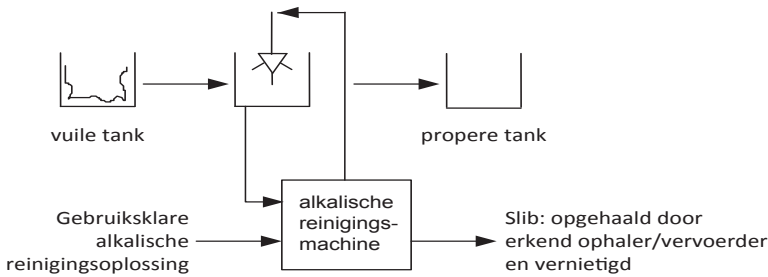 vuile tank
propere tank
Gebruiksklare
alkalische
reinigingsoplossing
alkalische
reinigings-
machine
Slib: opgehaald door
erkend ophaler/vervoerder
en vernietigd